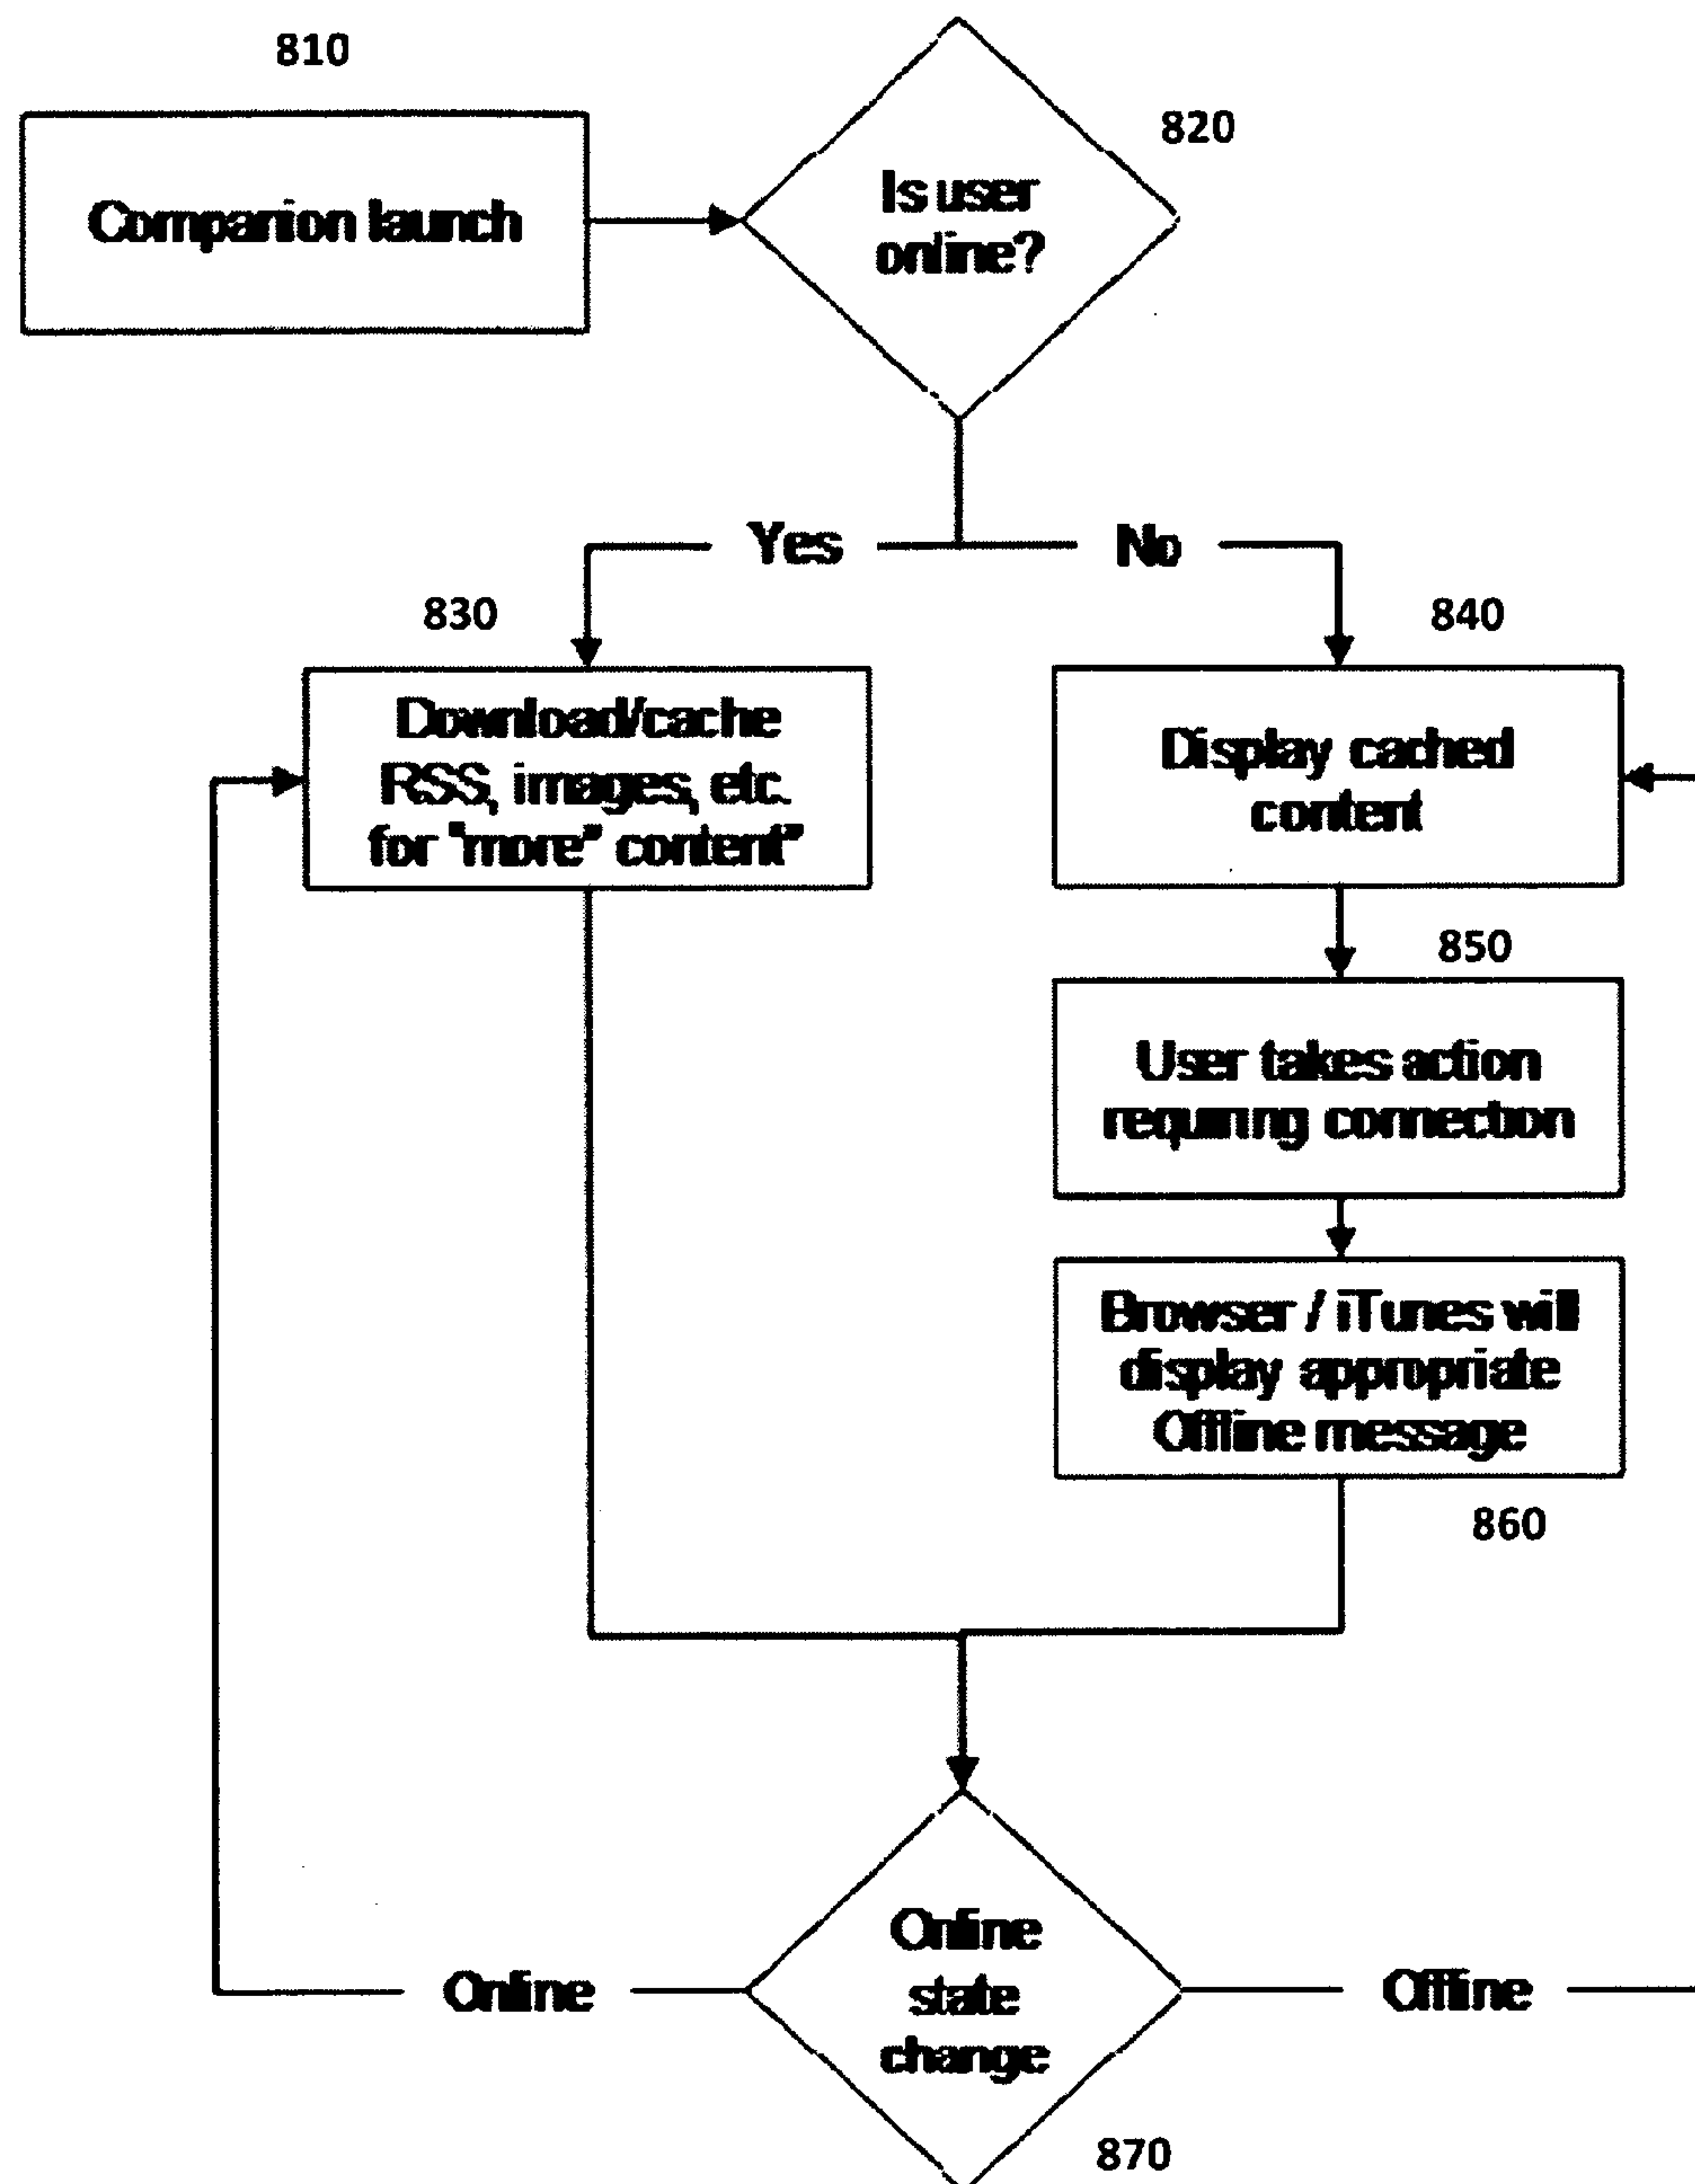 810
Companion launch
820
Is user
online?
Yes
No
830
Download/cache
RSS, images, etc.
for "more" content"
840
Display cached
content
850
User takes action
requiring connection
Browser / iTunes will
display appropriate
Offline message
860
Online
state
change
Online
Offline
870